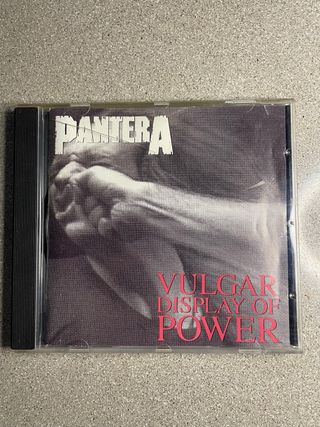 PANTERA
VULGAR
DISPLAY OF
POWER